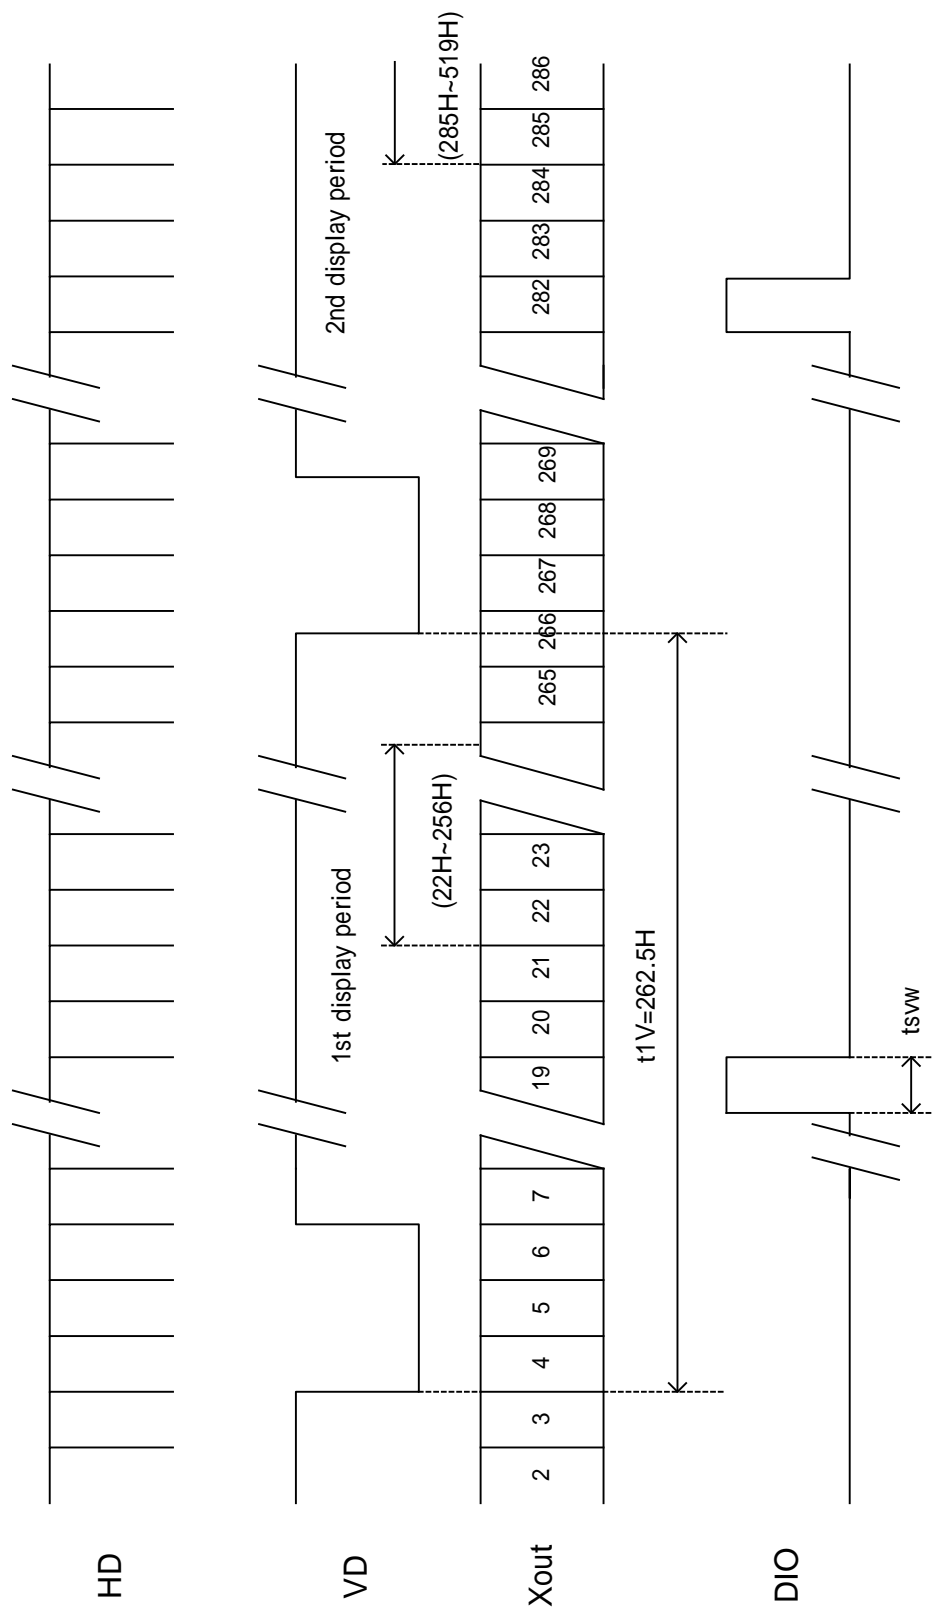 HD
VD
1st display period
2nd display period
(22H~256H)
(285H~519H)
Xout
2 3 4 5 6 7 19 20 21 22 23 265 266 267 268 269 282 283 284 285 286
t1V=262.5H
DIO
tsvw